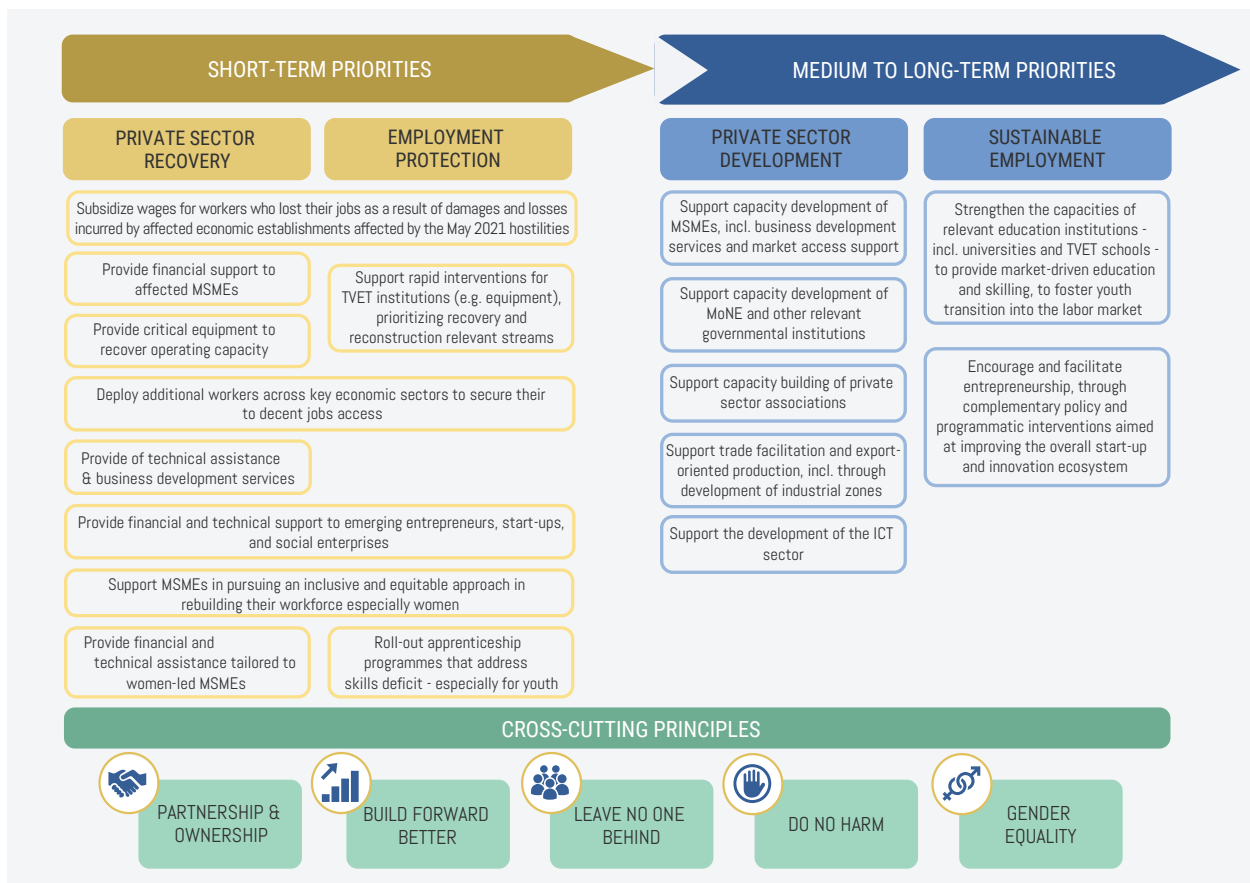 SHORT-TERM PRIORITIES
MEDIUM TO LONG-TERM PRIORITIES
PRIVATE SECTOR
RECOVERY
EMPLOYMENT
PROTECTION
Subsidize wages for workers who lost their jobs as a result of damages and losses
incurred by affected economic establishments affected by the May 2021 hostilities
Provide financial support to
affected MSMEs
Provide critical equipment to
recover operating capacity
Support rapid interventions for
TVET institutions (e.g. equipment),
prioritizing recovery and
reconstruction relevant streams
Deploy additional workers across key economic sectors to secure their
to decent jobs access
Provide of technical assistance
& business development services
Provide financial and technical support to emerging entrepreneurs, start-ups,
and social enterprises
Support MSMEs in pursuing an inclusive and equitable approach in
rebuilding their workforce especially women
Provide financial and
technical assistance tailored to
women-led MSMEs
Roll-out apprenticeship
programmes that address
skills deficit - especially for youth
PRIVATE SECTOR
DEVELOPMENT
SUSTAINABLE
EMPLOYMENT
Support capacity development of
MSMEs, incl. business development
services and market access support
Support capacity development of
MoNE and other relevant
governmental institutions
Support capacity building of private
sector associations
Support trade facilitation and export-
oriented production, incl. through
development of industrial zones
Support the development of the ICT
sector
Strengthen the capacities of
relevant education institutions -
incl. universities and TVET schools -
to provide market-driven education
and skilling, to foster youth
transition into the labor market
Encourage and facilitate
entrepreneurship, through
complementary policy and
programmatic interventions aimed
at improving the overall start-up
and innovation ecosystem
CROSS-CUTTING PRINCIPLES
PARTNERSHIP &
OWNERSHIP
BUILD FORWARD
BETTER
LEAVE NO ONE
BEHIND
DO NO HARM
GENDER
EQUALITY